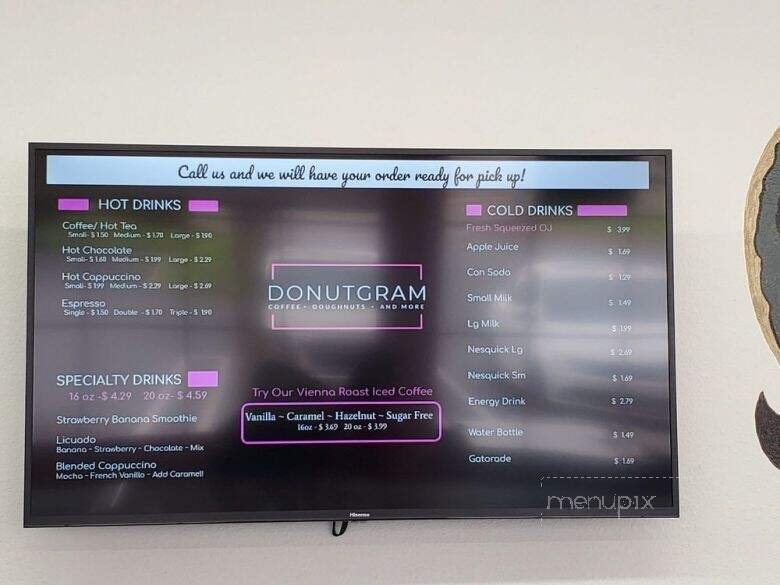 Call us and we will have your order ready for pick up!
HOT DRINKS
Coffee/ Hot Tea
Small- $ 1.50 Medium - $ 1.70 Large - $ 1.90
Hot Chocolate
Small- $ 1.60 Medium - $ 1.99 Large - $ 2.29
Hot Cappuccino
Small- $ 1.99 Medium - $ 2.29 Large - $ 2.69
Espresso
Single - $ 1.50 Double - $ 1.70 Triple - $ 1.90
SPECIALTY DRINKS
16 oz -$ 4.29 20 oz- $ 4.59
Strawberry Banana Smoothie
Licuado
Banana ~ Strawberry ~ Chocolate ~ Mix
Blended Cappuccino
Mocha ~ French Vanilla ~ Add Caramel!
DONUTGRAM
COFFEE • DOUGHNUTS • AND MORE
Try Our Vienna Roast Iced Coffee
Vanilla ~ Caramel ~ Hazelnut ~ Sugar Free
16oz - $ 3.69 20 oz - $ 3.99
COLD DRINKS
Fresh Squeezed OJ $ 3.99
Apple Juice $ 1.69
Can Soda $ 1.29
Small Milk $ 1.49
Lg Milk $ 1.99
Nesquick Lg $ 2.69
Nesquick Sm $ 1.69
Energy Drink $ 2.79
Water Bottle $ 1.49
Gatorade $ 1.69
Hisense
menupix